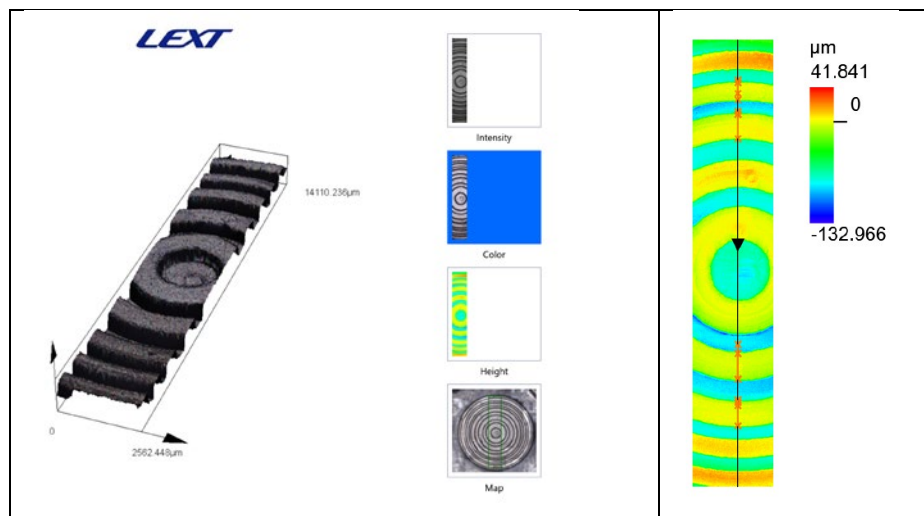 LEXT
14110.236µm
0
2562.448µm
Intensity
Color
Height
Map
µm
41.841
0
-132.966